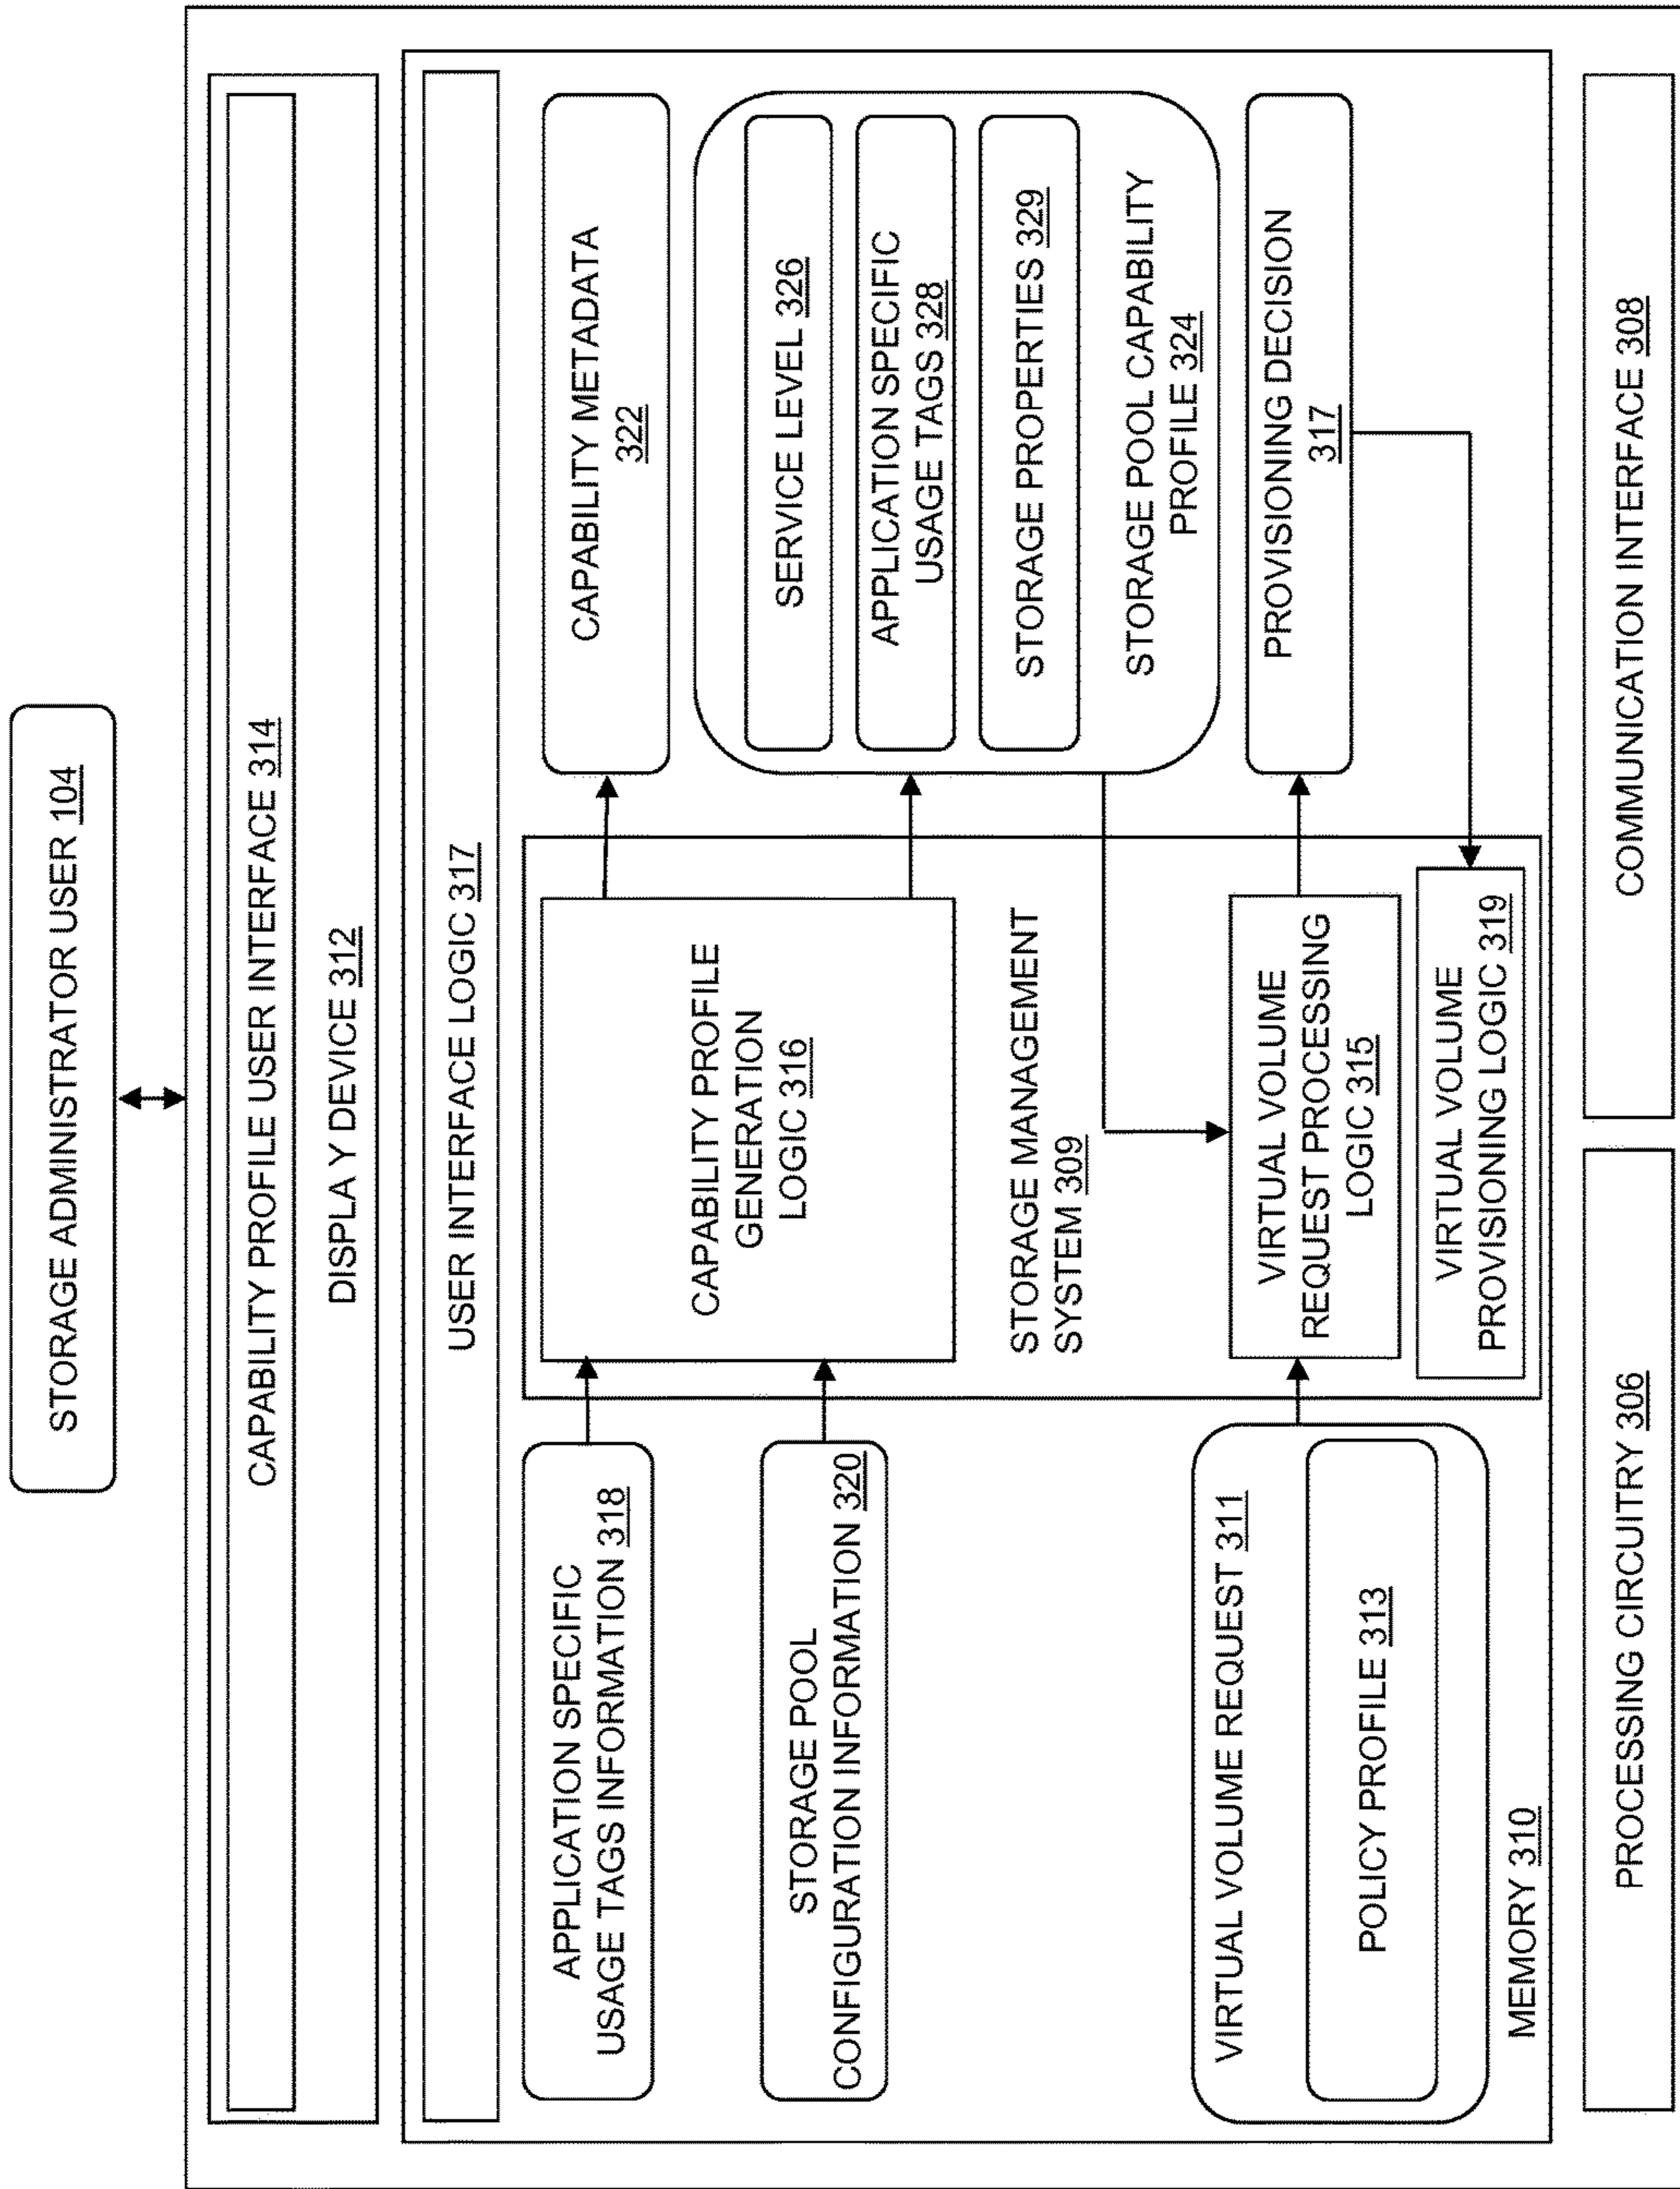 STORAGE ADMINISTRATOR USER 104
CAPABILITY PROFILE USER INTERFACE 314
DISPLAY DEVICE 312
USER INTERFACE LOGIC 317
APPLICATION SPECIFIC
USAGE TAGS INFORMATION 318
STORAGE POOL
CONFIGURATION INFORMATION 320
VIRTUAL VOLUME REQUEST 311
POLICY PROFILE 313
MEMORY 310
CAPABILITY PROFILE
GENERATION
LOGIC 316
STORAGE MANAGEMENT
SYSTEM 309
VIRTUAL VOLUME
REQUEST PROCESSING
LOGIC 315
VIRTUAL VOLUME
PROVISIONING LOGIC 319
CAPABILITY METADATA
322
SERVICE LEVEL 326
APPLICATION SPECIFIC
USAGE TAGS 328
STORAGE PROPERTIES 329
STORAGE POOL CAPABILITY
PROFILE 324
PROVISIONING DECISION
317
PROCESSING CIRCUITRY 306
COMMUNICATION INTERFACE 308